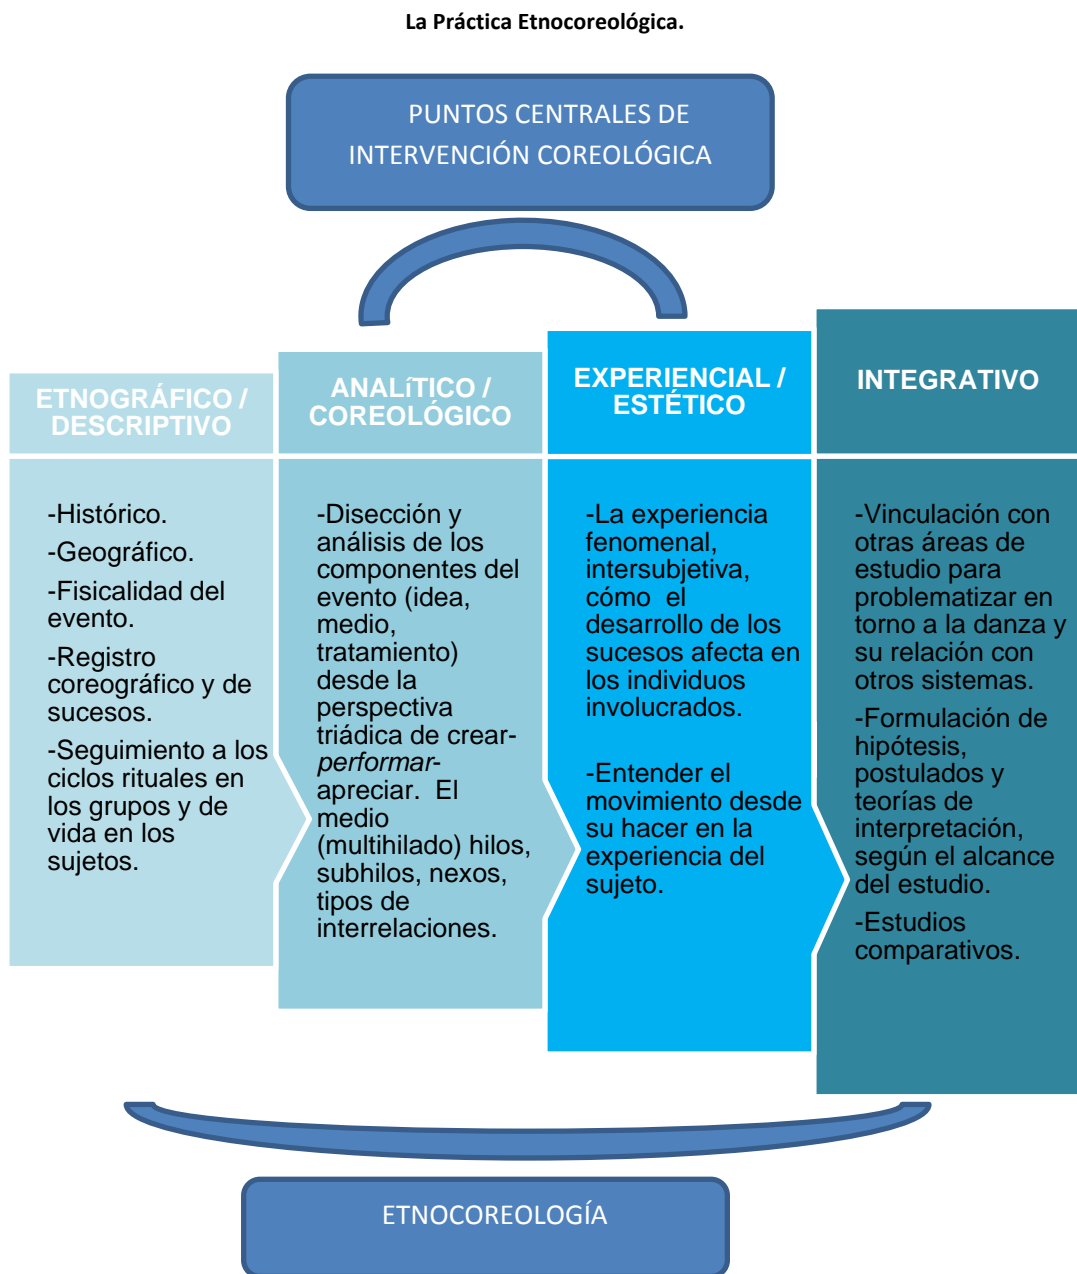 La Práctica Etnocoreológica.
PUNTOS CENTRALES DE
INTERVENCIÓN COREOLÓGICA
ETNOGRÁFICO /
DESCRIPTIVO
-Histórico.
-Geográfico.
-Fisicalidad del
evento.
-Registro
coreográfico y de
sucesos.
-Seguimiento a los
ciclos rituales en
los grupos y de
vida en los
sujetos.
ANALíTICO /
COREOLÓGICO
-Disección y
análisis de los
componentes del
evento (idea,
medio,
tratamiento)
desde la
perspectiva
triádica de crear-
performar-
apreciar. El
medio
(multihilado) hilos,
subhilos, nexos,
tipos de
interrelaciones.
EXPERIENCIAL /
ESTÉTICO
-La experiencia
fenomenal,
intersubjetiva,
cómo el
desarrollo de los
sucesos afecta en
los individuos
involucrados.
-Entender el
movimiento desde
su hacer en la
experiencia del
sujeto.
INTEGRATIVO
-Vinculación con
otras áreas de
estudio para
problematizar en
torno a la danza y
su relación con
otros sistemas.
-Formulación de
hipótesis,
postulados y
teorías de
interpretación,
según el alcance
del estudio.
-Estudios
comparativos.
ETNOCOREOLOGÍA